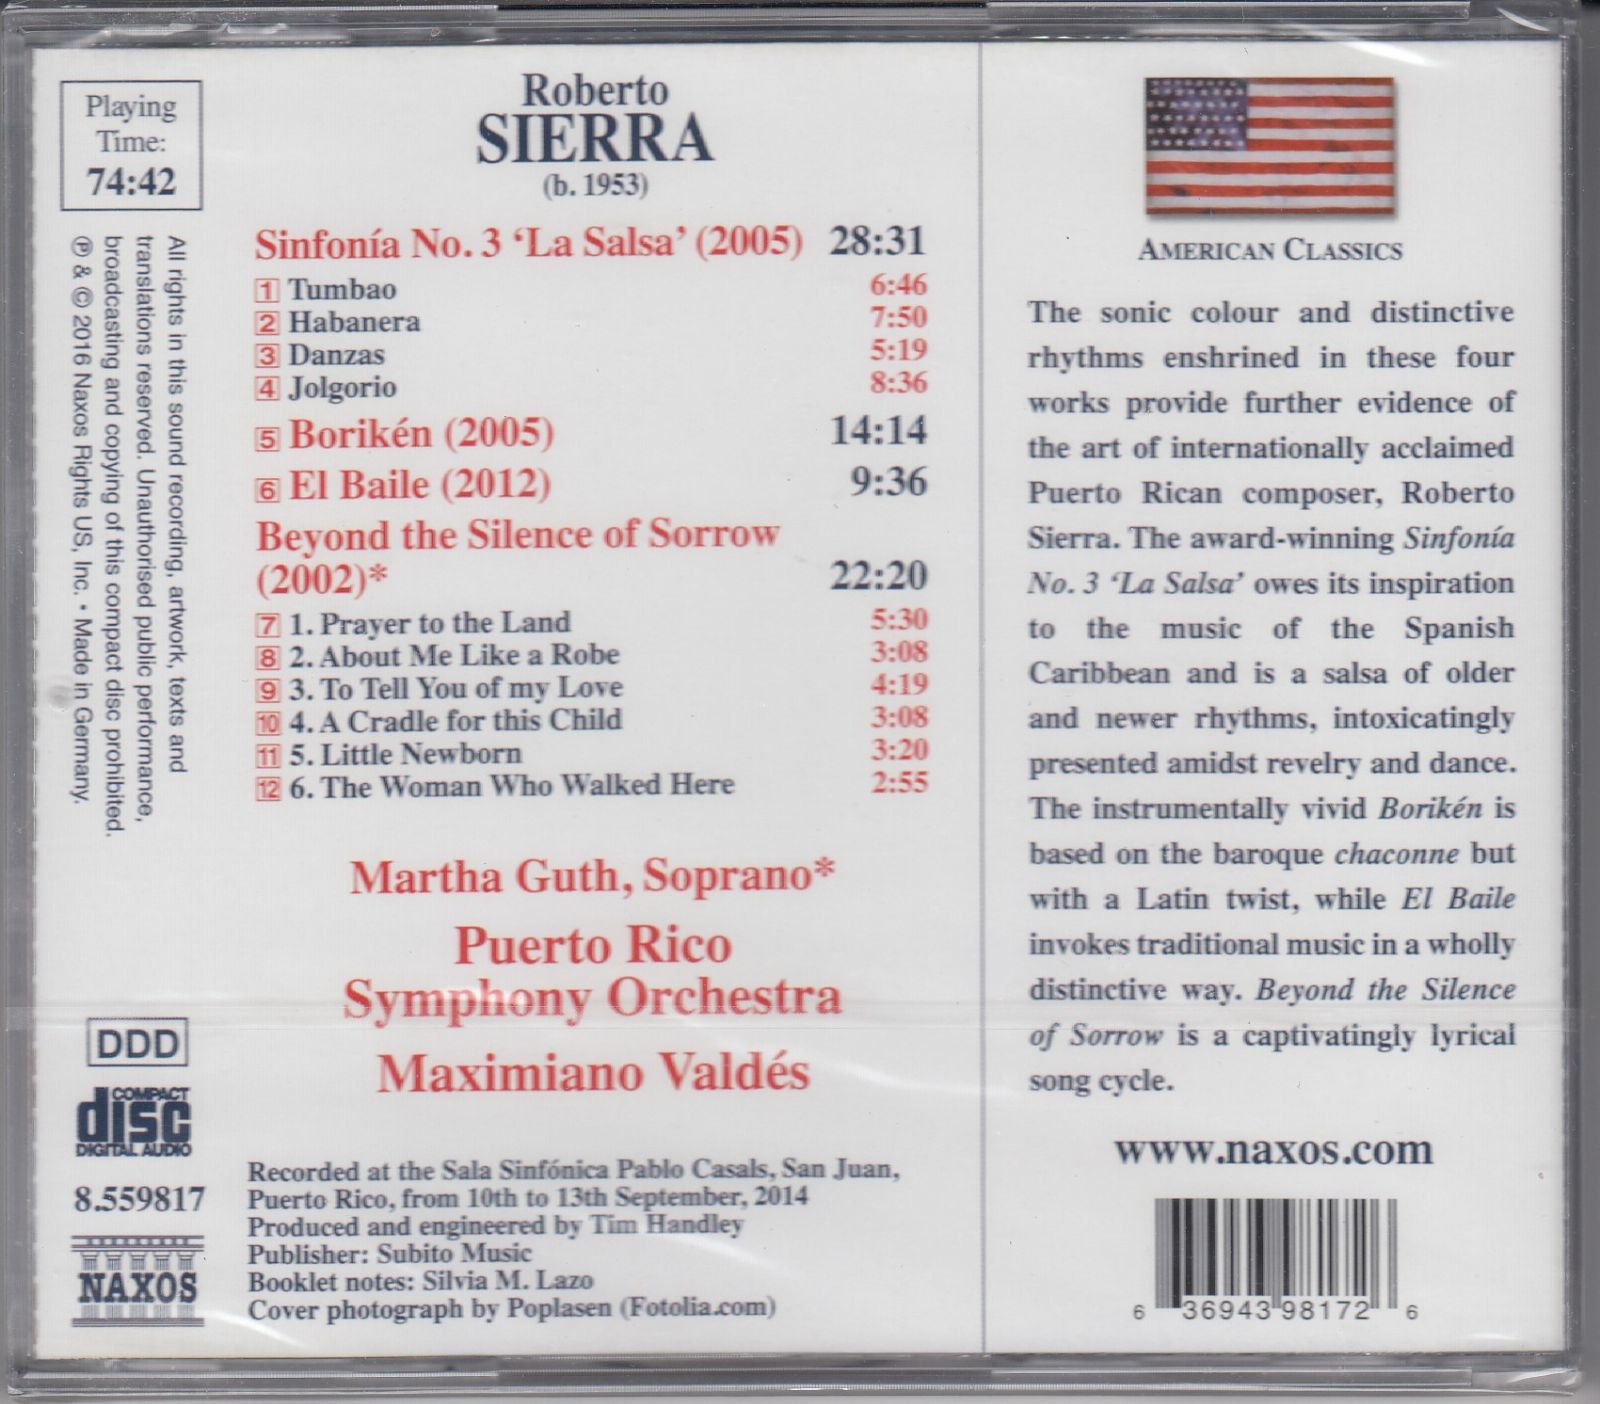 Playing
Time:
74:42
All rights in this sound recording, artwork, texts and
translations reserved. Unauthorised public performance,
broadcasting and copying of this compact disc prohibited.
℗ & © 2016 Naxos Rights US, Inc. • Made in Germany.
DDD
COMPACT
disc
DIGITAL AUDIO
8.559817
NAXOS
Roberto
SIERRA
(b. 1953)
Sinfonía No. 3 ‘La Salsa’ (2005) 28:31
1 Tumbao 6:46
2 Habanera 7:50
3 Danzas 5:19
4 Jolgorio 8:36
5 Borikén (2005) 14:14
6 El Baile (2012) 9:36
Beyond the Silence of Sorrow
(2002)* 22:20
7 1. Prayer to the Land 5:30
8 2. About Me Like a Robe 3:08
9 3. To Tell You of my Love 4:19
10 4. A Cradle for this Child 3:08
11 5. Little Newborn 3:20
12 6. The Woman Who Walked Here 2:55
Martha Guth, Soprano*
Puerto Rico
Symphony Orchestra
Maximiano Valdés
Recorded at the Sala Sinfónica Pablo Casals, San Juan,
Puerto Rico, from 10th to 13th September, 2014
Produced and engineered by Tim Handley
Publisher: Subito Music
Booklet notes: Silvia M. Lazo
Cover photograph by Poplasen (Fotolia.com)
AMERICAN CLASSICS
The sonic colour and distinctive
rhythms enshrined in these four
works provide further evidence of
the art of internationally acclaimed
Puerto Rican composer, Roberto
Sierra. The award-winning Sinfonía
No. 3 ‘La Salsa’ owes its inspiration
to the music of the Spanish
Caribbean and is a salsa of older
and newer rhythms, intoxicatingly
presented amidst revelry and dance.
The instrumentally vivid Borikén is
based on the baroque chaconne but
with a Latin twist, while El Baile
invokes traditional music in a wholly
distinctive way. Beyond the Silence
of Sorrow is a captivatingly lyrical
song cycle.
www.naxos.com
6 36943 98172 6